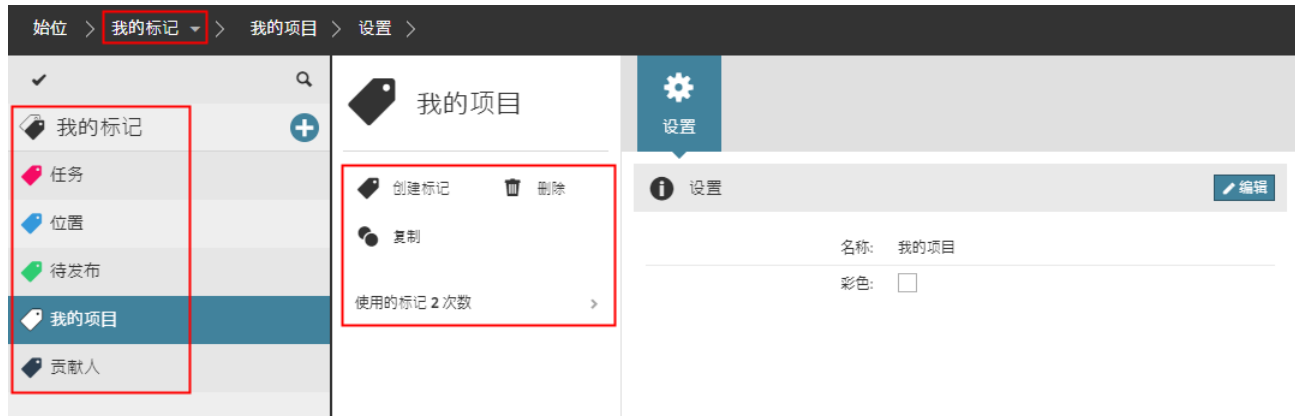 始位 > 我的标记 > 我的项目 > 设置 >
我的标记
任务
位置
待发布
我的项目
贡献人
我的项目
创建标记 删除
复制
使用的标记 2 次数
设置
设置 编辑
名称: 我的项目
彩色: